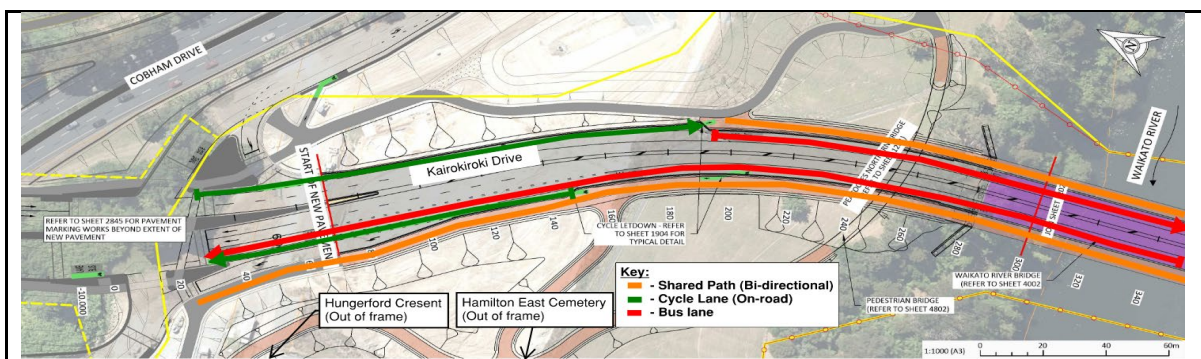 COBHAM DRIVE
N
WAIKATO RIVER
START OF NEW PAVEMENT
Kairokiroki Drive
REFER TO SHEET 2845 FOR PAVEMENT
MARKING WORKS BEYOND EXTENT OF
NEW PAVEMENT
CYCLE LETDOWN - REFER
TO SHEET 1904 FOR
TYPICAL DETAIL
SHEET
-10.000
0
20
40
100
120
140
160
180
200
220
240
260
280
300
320
340
Key:
- Shared Path (Bi-directional)
- Cycle Lane (On-road)
- Bus lane
Hungerford Cresent
(Out of frame)
Hamilton East Cemetery
(Out of frame)
WAIKATO RIVER BRIDGE
(REFER TO SHEET 4002
PEDESTRIAN BRIDGE
(REFER TO SHEET 4802)
1:1000 (A3)
0
20
40
60m